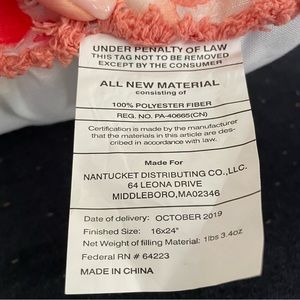 UNDER PENALTY OF LAW
THIS TAG NOT TO BE REMOVED
EXCEPT BY THE CONSUMER
ALL NEW MATERIAL
consisting of
100% POLYESTER FIBER
REG. NO. PA-40665(CN)
Certification is made by the manufacturer
that the materials in this article are des-
cribed in accordance with law.
Made For
NANTUCKET DISTRIBUTING CO.,LLC.
64 LEONA DRIVE
MIDDLEBORO,MA02346
Date of delivery: OCTOBER 2019
Finished Size: 16x24"
Net Weight of filling Material: 1lbs 3.4oz
Federal RN # 64223
MADE IN CHINA